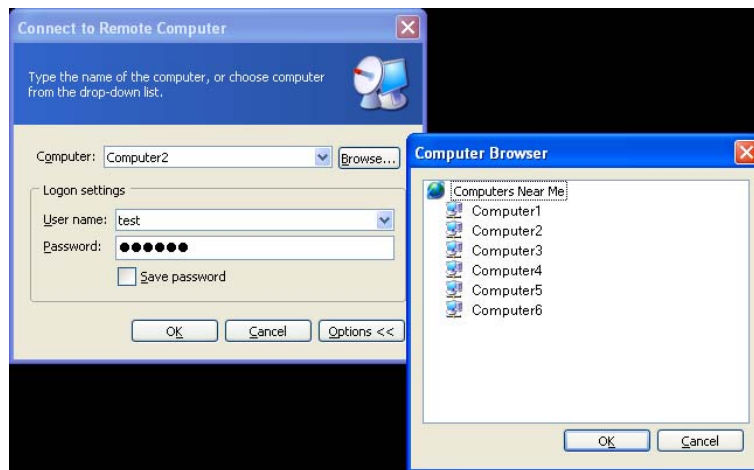 Connect to Remote Computer
Type the name of the computer, or choose computer
from the drop-down list.
Computer: Computer2 Browse...
Logon settings
User name: test
Password: ●●●●●●
Save password
OK Cancel Options <<
Computer Browser
Computers Near Me
Computer1
Computer2
Computer3
Computer4
Computer5
Computer6
OK Cancel